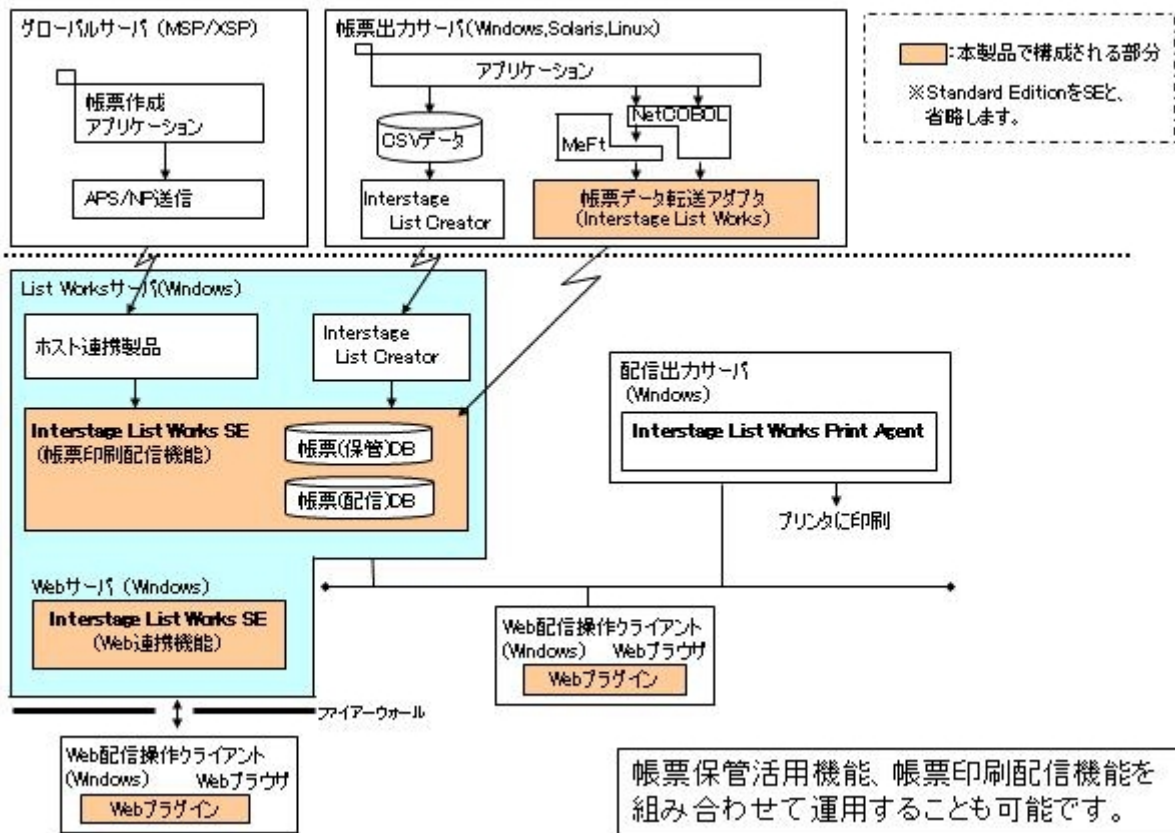 グローバルサーバ (MSP/XSP)
帳票作成
アプリケーション
APS/NP送信
帳票出力サーバ(Windows,Solaris,Linux)
アプリケーション
CSVデータ
NetCOBOL
MeFt
Interstage
List Creator
帳票データ転送アダプタ
(Interstage List Works)
:本製品で構成される部分
※Standard EditionをSEと、
省略します。
List Worksサーバ(Windows)
ホスト連携製品
Interstage
List Creator
Interstage List Works SE
(帳票印刷配信機能)
帳票(保管)DB
帳票(配信)DB
配信出力サーバ
(Windows)
Interstage List Works Print Agent
プリンタに印刷
Webサーバ (Windows)
Interstage List Works SE
(Web連携機能)
Web配信操作クライアント
(Windows) Webブラウザ
Webプラグイン
ファイアーウォール
Web配信操作クライアント
(Windows) Webブラウザ
Webプラグイン
帳票保管活用機能、帳票印刷配信機能を
組み合わせて運用することも可能です。